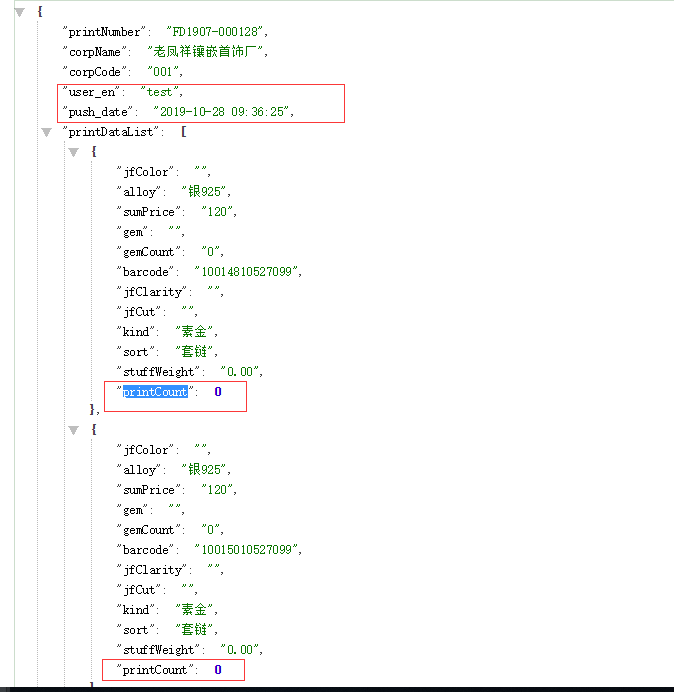 {
"printNumber": "FD1907-000128",
"corpName": "老凤祥镶嵌首饰厂",
"corpCode": "001",
"user_en": "test",
"push_date": "2019-10-28 09:36:25",
"printDataList": [
{
"jfColor": "",
"alloy": "银925",
"sumPrice": "120",
"gem": "",
"gemCount": "0",
"barcode": "10014810527099",
"jfClarity": "",
"jfCut": "",
"kind": "素金",
"sort": "套链",
"stuffWeight": "0.00",
"printCount": 0
},
{
"jfColor": "",
"alloy": "银925",
"sumPrice": "120",
"gem": "",
"gemCount": "0",
"barcode": "10015010527099",
"jfClarity": "",
"jfCut": "",
"kind": "素金",
"sort": "套链",
"stuffWeight": "0.00",
"printCount": 0